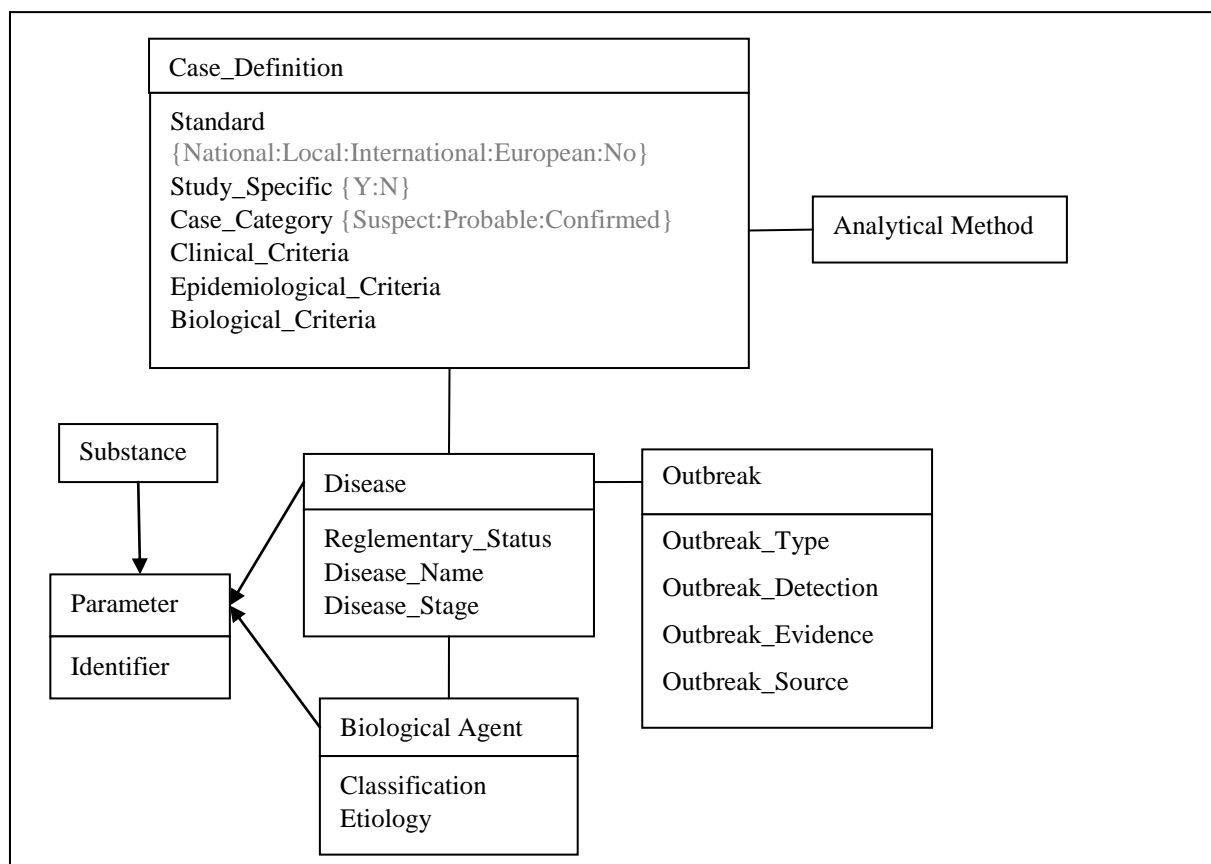 Case_Definition
Standard
{National:Local:International:European:No}
Study_Specific {Y:N}
Case_Category {Suspect:Probable:Confirmed}
Clinical_Criteria
Epidemiological_Criteria
Biological_Criteria
Analytical Method
Substance
Disease
Reglementary_Status
Disease_Name
Disease_Stage
Outbreak
Outbreak_Type
Outbreak_Detection
Outbreak_Evidence
Outbreak_Source
Parameter
Identifier
Biological Agent
Classification
Etiology